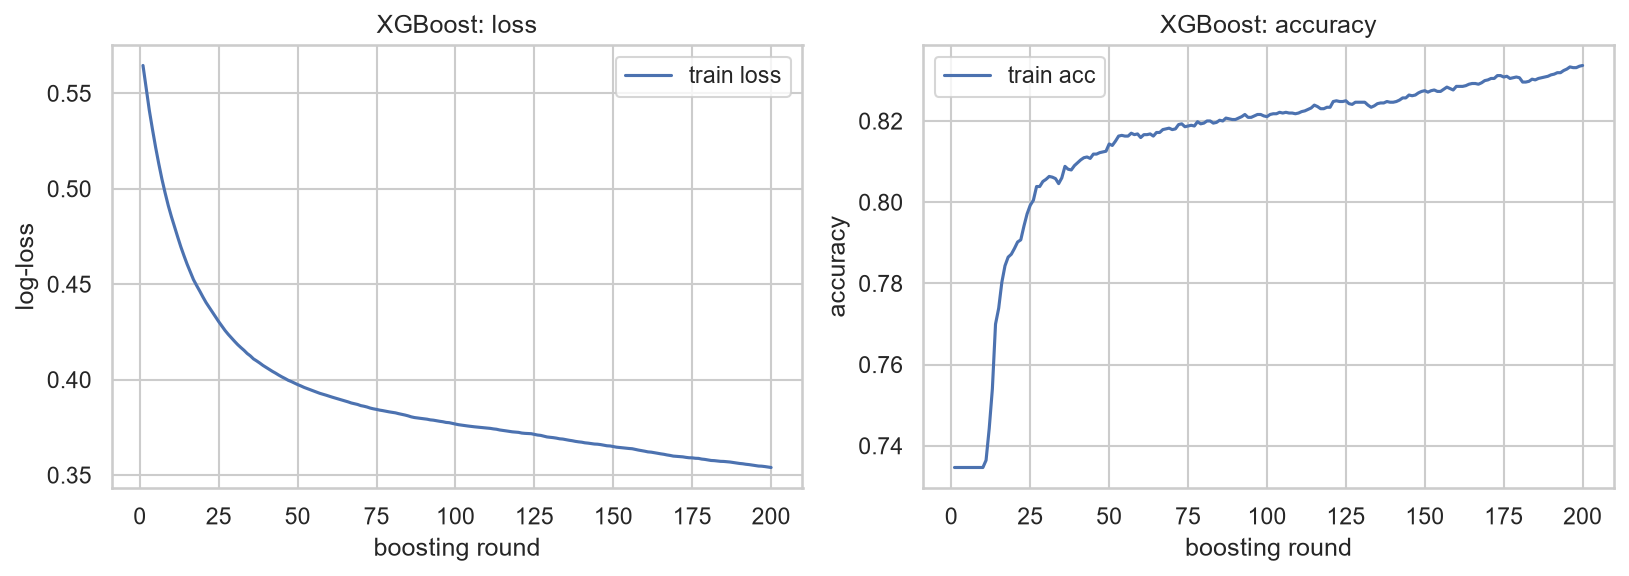 XGBoost: loss
train loss
0.55
0.50
0.45
0.40
0.35
log-loss
0 25 50 75 100 125 150 175 200
boosting round
XGBoost: accuracy
train acc
0.82
0.80
0.78
0.76
0.74
accuracy
0 25 50 75 100 125 150 175 200
boosting round